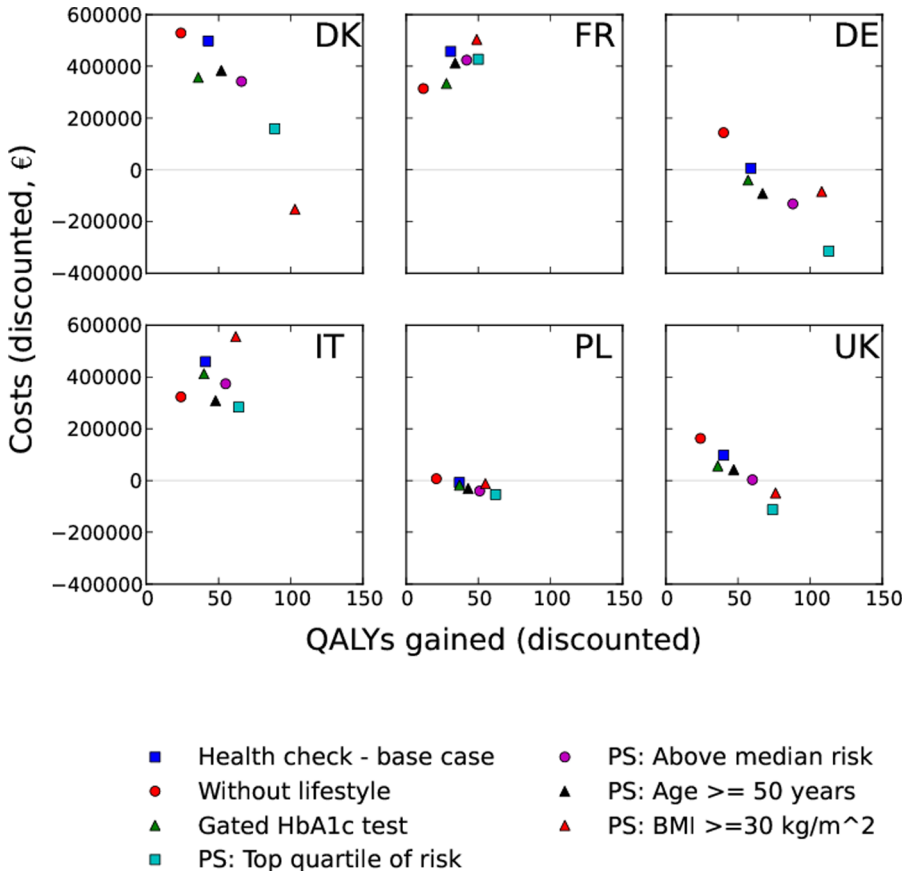 DK FR DE
600000
400000
200000
0
−200000
−400000
IT PL UK
600000
400000
200000
0
−200000
−400000
0 50 100 150 0 50 100 150 0 50 100 150
Costs (discounted, €)
QALYs gained (discounted)
Health check - base case
Without lifestyle
Gated HbA1c test
PS: Top quartile of risk
PS: Above median risk
PS: Age >= 50 years
PS: BMI >=30 kg/m^2